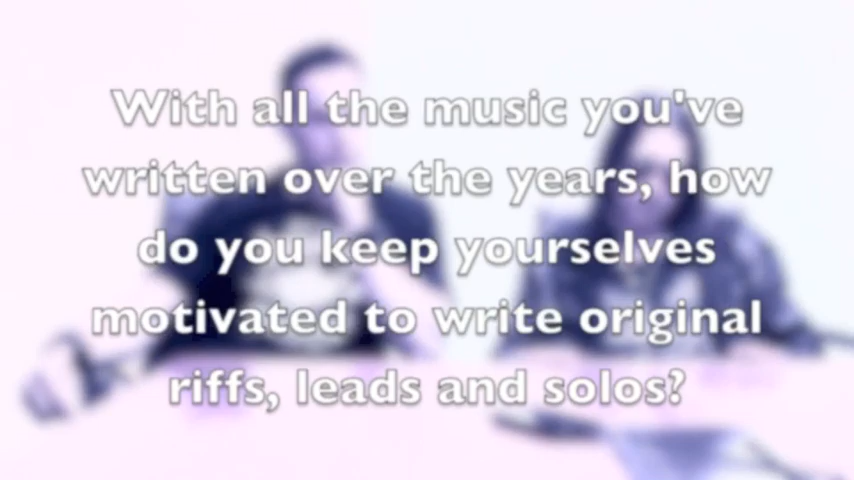 With all the music you've
written over the years, how
do you keep yourselves
motivated to write original
riffs, leads and solos?